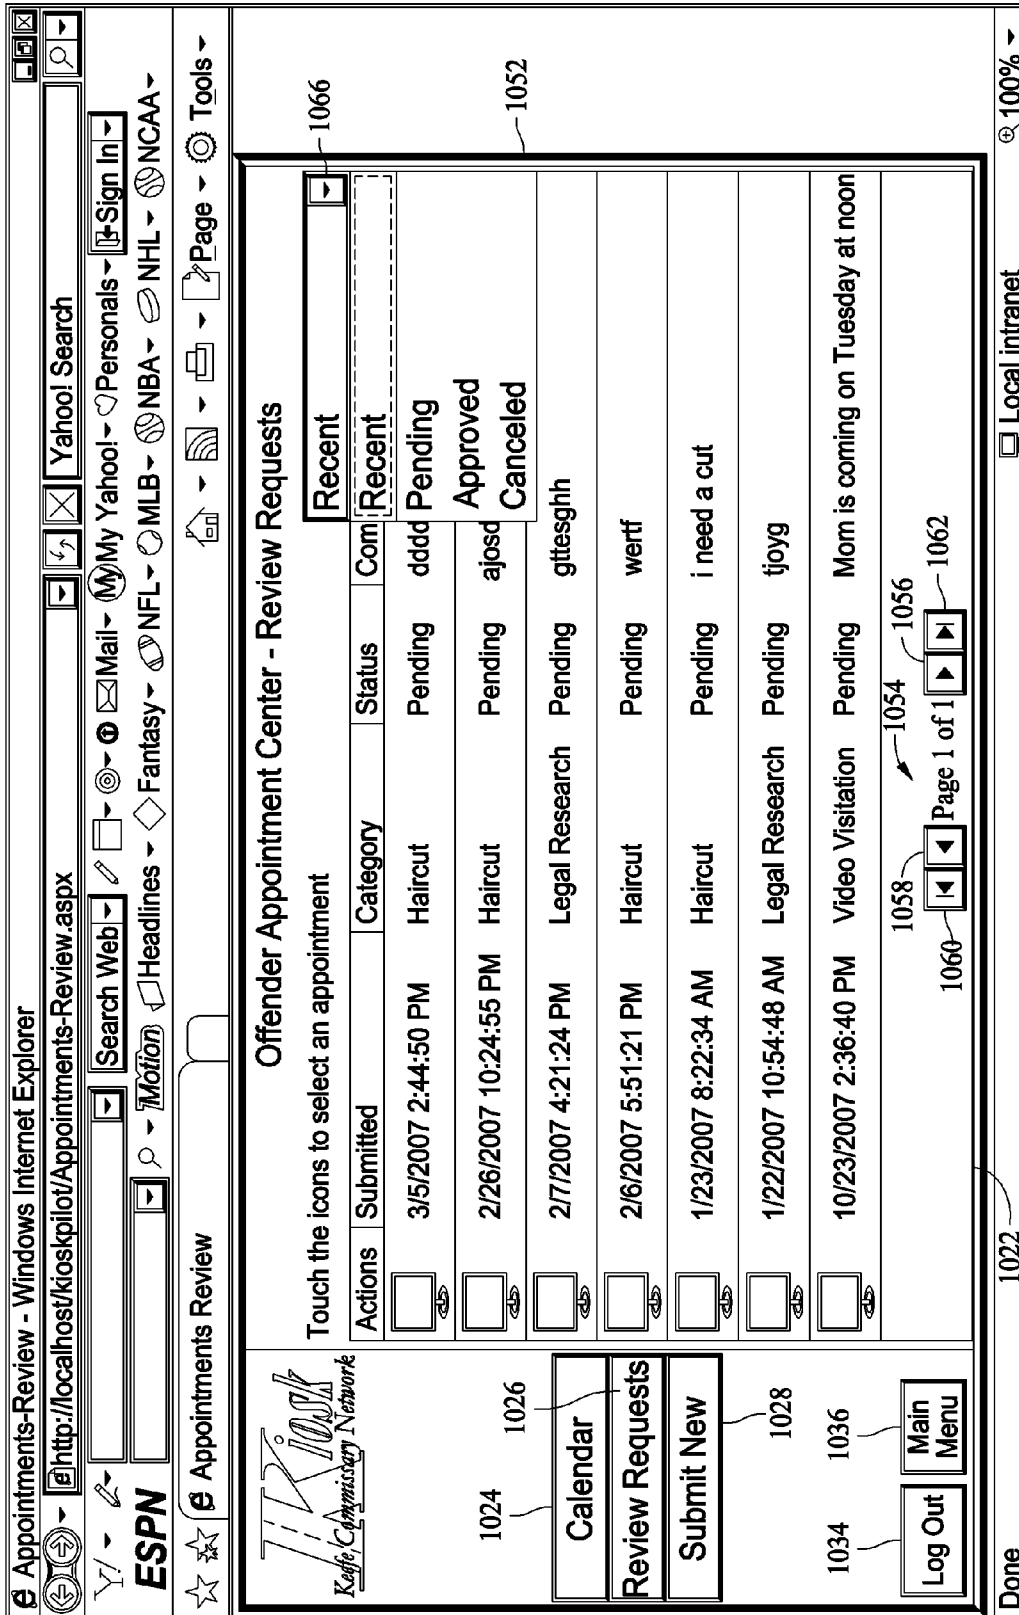 Appointments-Review - Windows Internet Explorer
http://localhost/kioskpilot/Appointments-Review.aspx
Yahoo! Search
Y! Search Web Mail My My Yahoo! Personals Sign In
ESPN Motion Headlines Fantasy NFL MLB NBA NHL NCAA
Appointments Review
Page Tools
Kiosk
Keefe Commissary Network
Offender Appointment Center - Review Requests
Touch the icons to select an appointment
Recent
1066
Actions Submitted Category Status Com
Recent
Pending
Approved
Canceled
3/5/2007 2:44:50 PM Haircut Pending dddd
2/26/2007 10:24:55 PM Haircut Pending ajosd
2/7/2007 4:21:24 PM Legal Research Pending gttesghh
2/6/2007 5:51:21 PM Haircut Pending wertf
1/23/2007 8:22:34 AM Haircut Pending i need a cut
1/22/2007 10:54:48 AM Legal Research Pending tjoyg
10/23/2007 2:36:40 PM Video Visitation Pending Mom is coming on Tuesday at noon
1052
1024
1026
Calendar
Review Requests
Submit New
1028
1034
1036
Log Out
Main Menu
1058
1054
1056
Page 1 of 1
1060
1062
1022
Done
Local intranet
100%